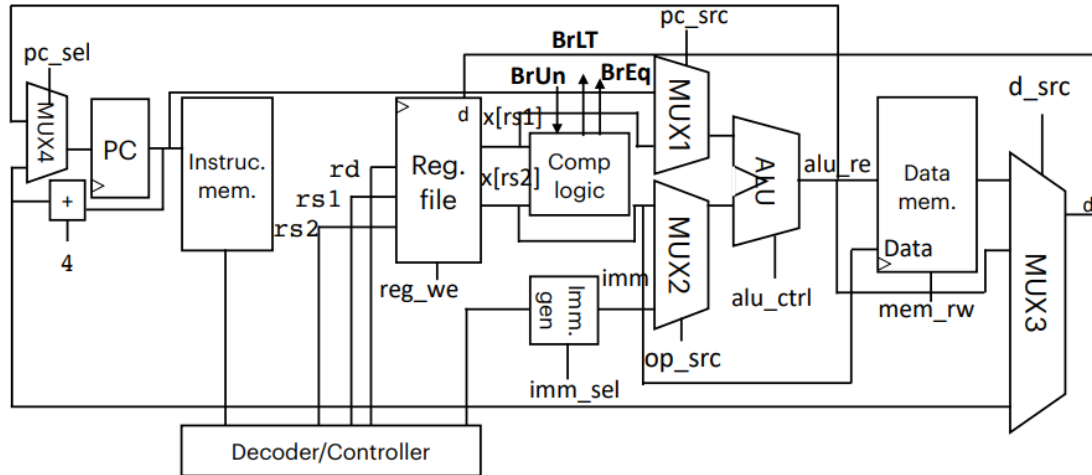 pc_src
BrLT
pc_sel
BrUn
BrEq
d_src
MUX4
PC
Instruc.
mem.
d
x[rs1]
MUX1
rd
Reg.
file
x[rs2]
Comp
logic
ALU
alu_re
Data
mem.
d
+
rs1
rs2
MUX2
Data
MUX3
4
reg_we
imm
Imm.
gen
alu_ctrl
mem_rw
op_src
imm_sel
Decoder/Controller